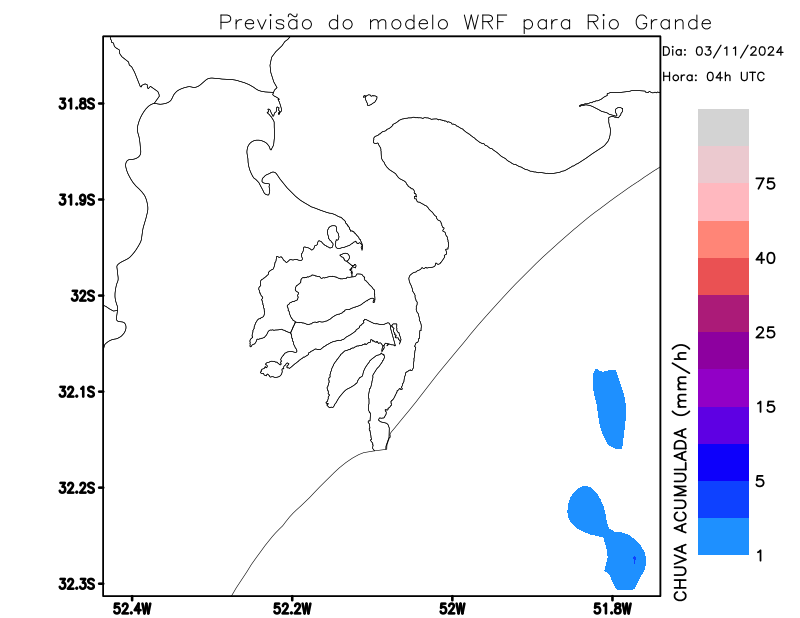 Previsão do modelo WRF para Rio Grande
Dia: 03/11/2024
Hora: 04h UTC
31.8S
31.9S
32S
32.1S
32.2S
32.3S
52.4W
52.2W
52W
51.8W
75
40
25
15
5
1
CHUVA ACUMULADA (mm/h)